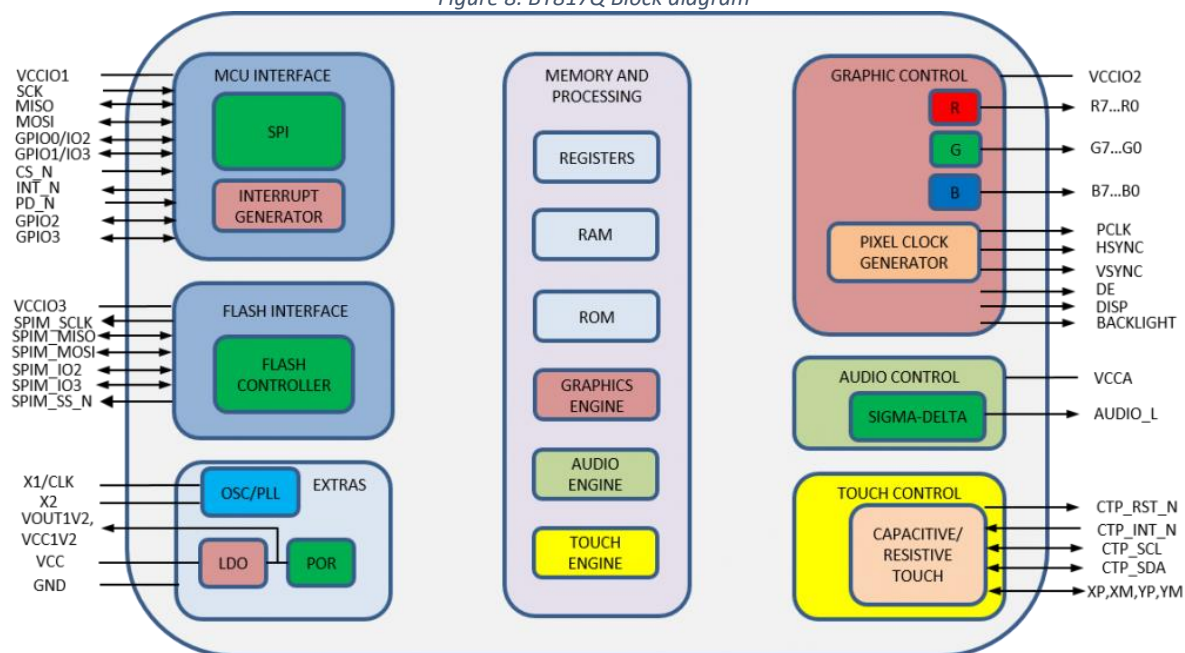 Figure 8: BT817Q Block diagram
VCCIO1
SCK
MISO
MOSI
GPIO0/IO2
GPIO1/IO3
CS_N
INT_N
PD_N
GPIO2
GPIO3
MCU INTERFACE
SPI
INTERRUPT
GENERATOR
VCCIO3
SPIM_SCLK
SPIM_MISO
SPIM_MOSI
SPIM_IO2
SPIM_IO3
SPIM_SS_N
FLASH INTERFACE
FLASH
CONTROLLER
X1/CLK
X2
VOUT1V2,
VCC1V2
VCC
GND
OSC/PLL
EXTRAS
LDO
POR
MEMORY AND
PROCESSING
REGISTERS
RAM
ROM
GRAPHICS
ENGINE
AUDIO
ENGINE
TOUCH
ENGINE
GRAPHIC CONTROL
R
G
B
PIXEL CLOCK
GENERATOR
VCCIO2
R7...R0
G7...G0
B7...B0
PCLK
HSYNC
VSYNC
DE
DISP
BACKLIGHT
AUDIO CONTROL
SIGMA-DELTA
VCCA
AUDIO_L
TOUCH CONTROL
CAPACITIVE/
RESISTIVE
TOUCH
CTP_RST_N
CTP_INT_N
CTP_SCL
CTP_SDA
XP,XM,YP,YM